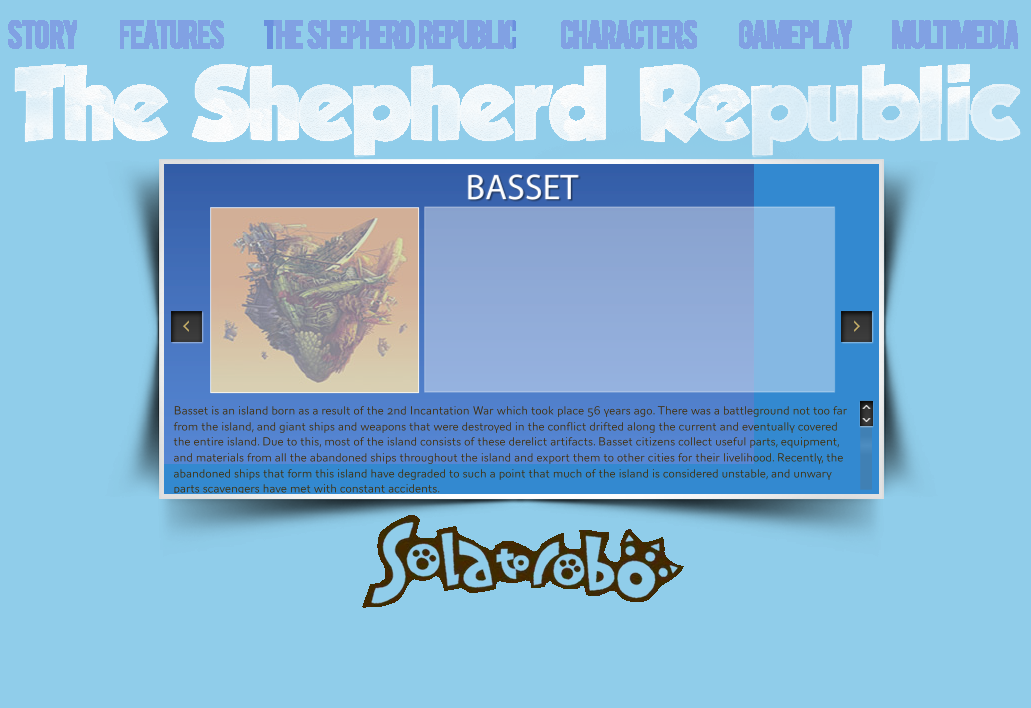 STORY FEATURES THE SHEPHERD REPUBLIC CHARACTERS GAMEPLAY MULTIMEDIA
The Shepherd Republic
BASSET
Basset is an island born as a result of the 2nd Incantation War which took place 56 years ago. There was a battleground not too far
from the island, and giant ships and weapons that were destroyed in the conflict drifted along the current and eventually covered
the entire island. Due to this, most of the island consists of these derelict artifacts. Basset citizens collect useful parts, equipment,
and materials from all the abandoned ships throughout the island and export them to other cities for their livelihood. Recently, the
abandoned ships that form this island have degraded to such a point that much of the island is considered unstable, and unwary
parts scavengers have met with constant accidents.
Solatorobo